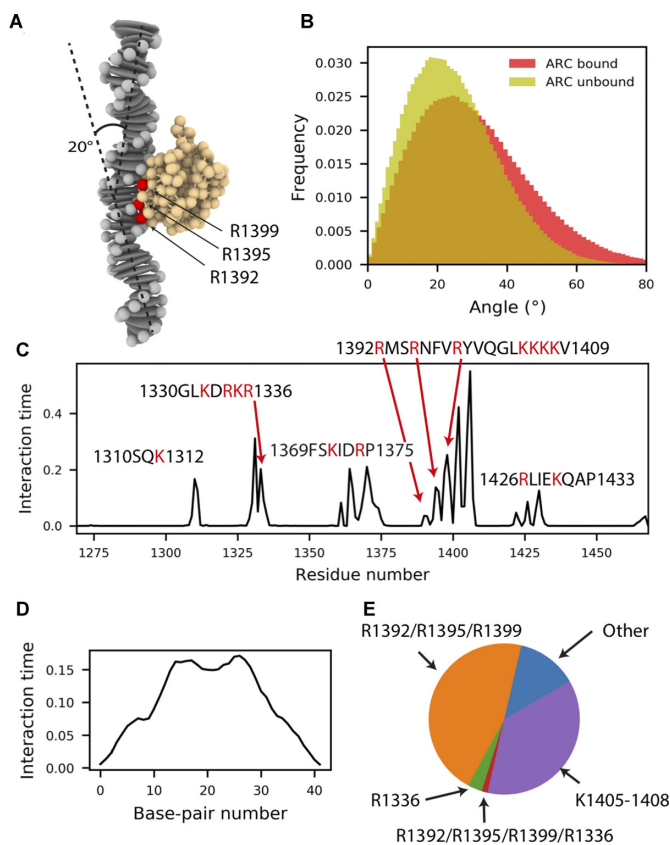 A
20°
R1399
R1395
R1392
B
ARC bound
ARC unbound
0.030
0.025
0.020
0.015
0.010
0.005
0.000
Frequency
0 20 40 60 80
Angle (°)
C
1392RMSRNFVRYVQGLKKKKV1409
1330GLKDRKR1336
1310SQK1312
1369FSKIDRP1375
1426RLIEKQAP1433
Interaction time
0.4
0.2
0.0
1275 1300 1325 1350 1375 1400 1425 1450
Residue number
D
Interaction time
0.15
0.10
0.05
0.00
0 10 20 30 40
Base-pair number
E
R1392/R1395/R1399
Other
R1336
K1405-1408
R1392/R1395/R1399/R1336